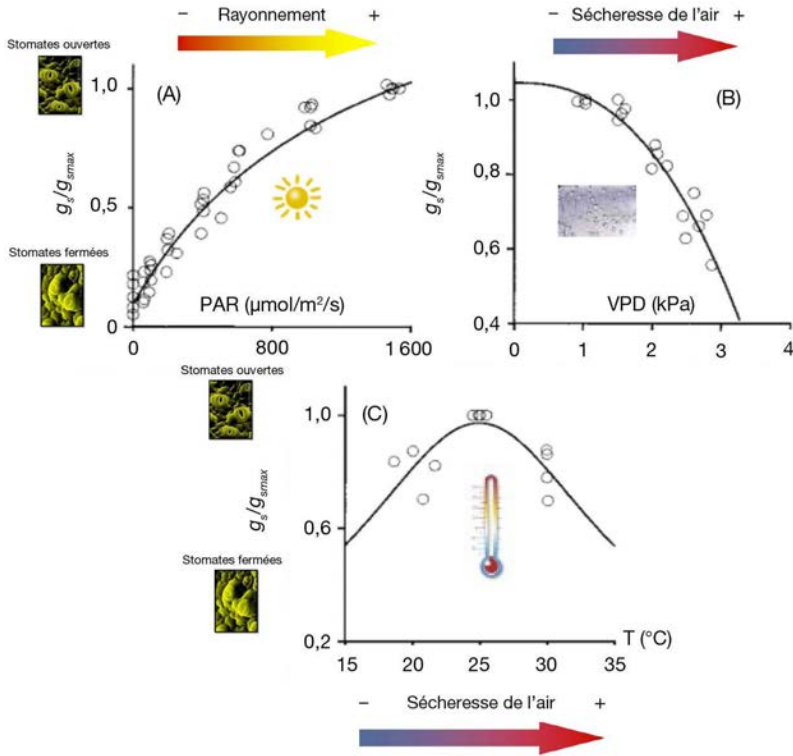 − Rayonnement +
Stomates ouvertes
1,0
(A)
g_s/g_smax
0,5
Stomates fermées
PAR (µmol/m²/s)
0
0 800 1 600
− Sécheresse de l'air +
(B)
1,0
g_s/g_smax
0,8
0,6
VPD (kPa)
0,4
0 1 2 3 4
Stomates ouvertes
1,0
(C)
g_s/g_smax
0,6
Stomates fermées
0,2
T (°C)
15 20 25 30 35
− Sécheresse de l'air +